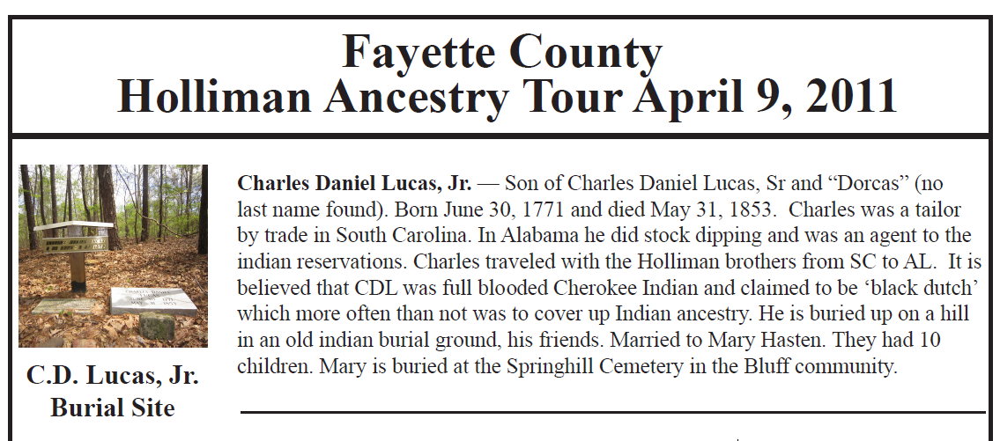 Fayette County
Holliman Ancestry Tour April 9, 2011
Charles Daniel Lucas, Jr. — Son of Charles Daniel Lucas, Sr and “Dorcas” (no
last name found). Born June 30, 1771 and died May 31, 1853.  Charles was a tailor
by trade in South Carolina. In Alabama he did stock dipping and was an agent to the
indian reservations. Charles traveled with the Holliman brothers from SC to AL.  It is
believed that CDL was full blooded Cherokee Indian and claimed to be ‘black dutch’
which more often than not was to cover up Indian ancestry. He is buried up on a hill
in an old indian burial ground, his friends. Married to Mary Hasten. They had 10
children. Mary is buried at the Springhill Cemetery in the Bluff community.
CHARLES DANIEL
LUCAS
MAY 31, 1853
C.D. Lucas, Jr.
Burial Site